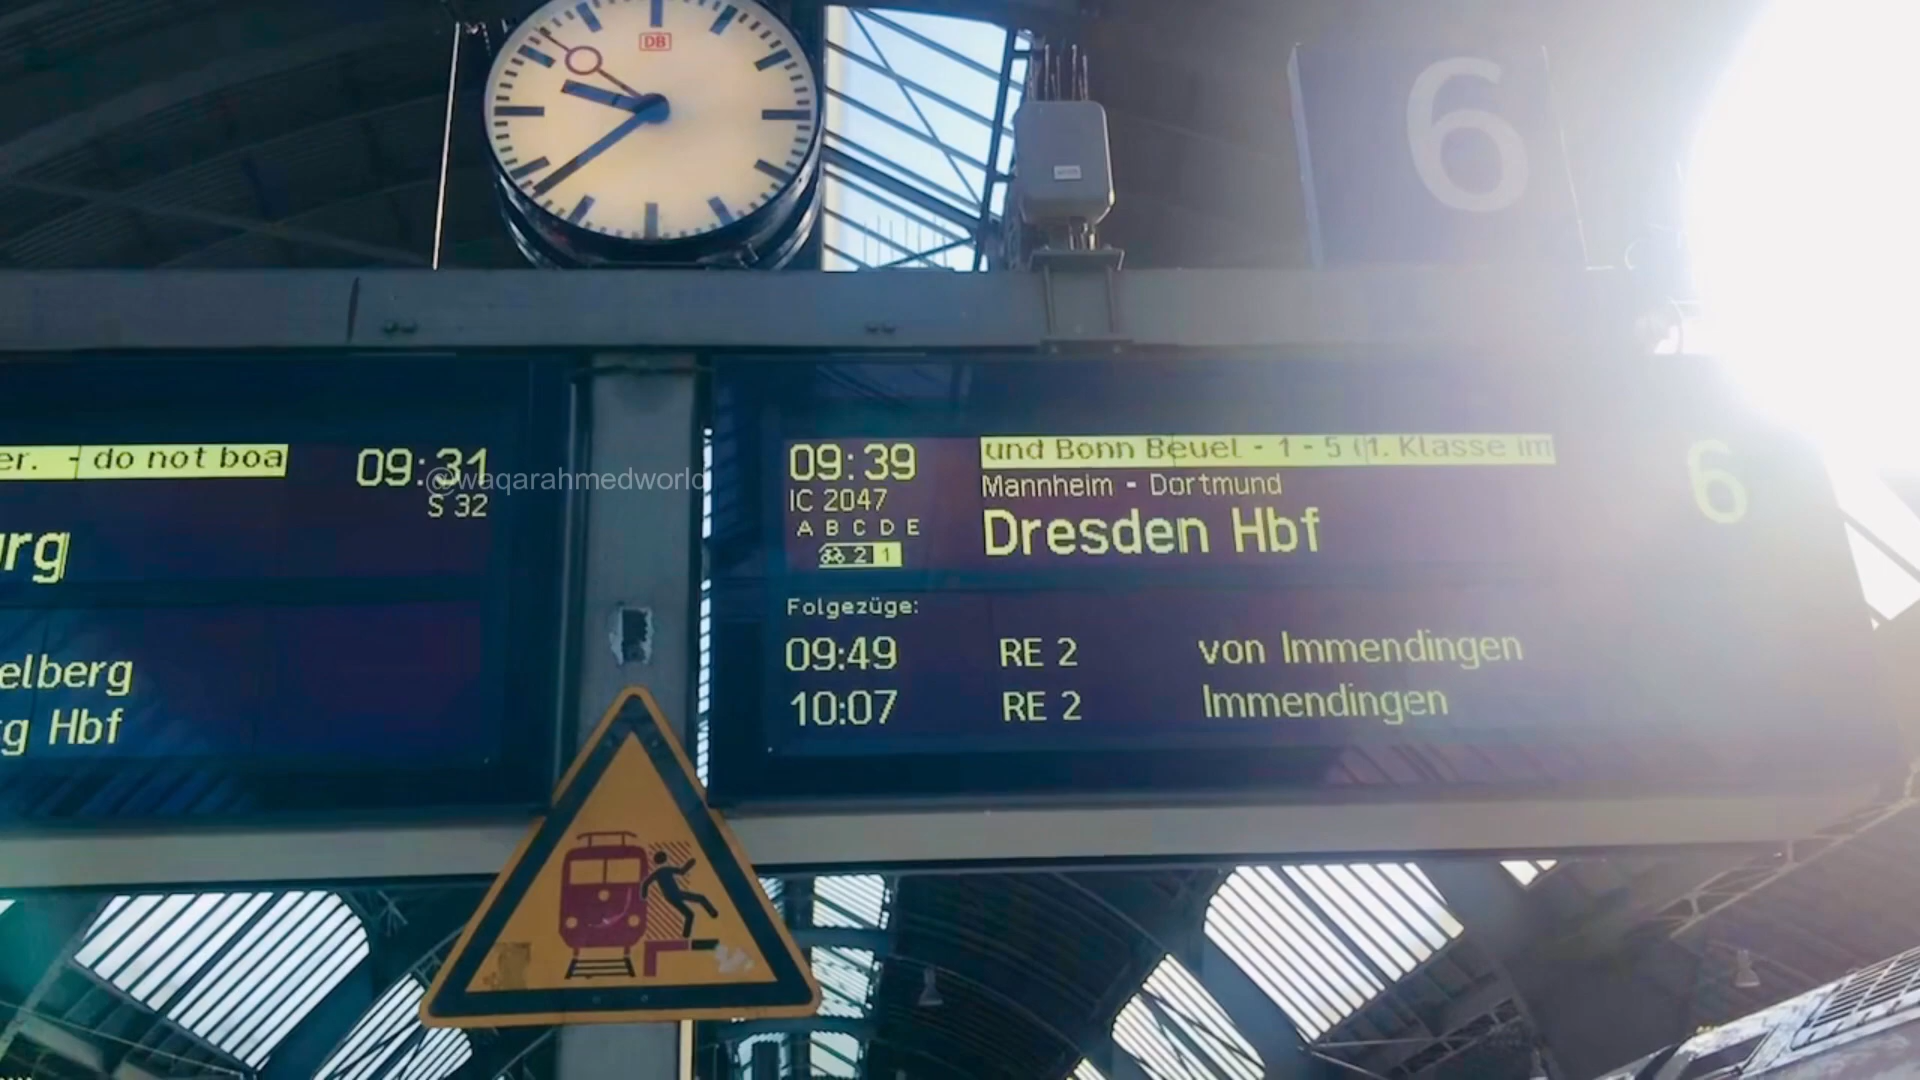 DB
6
er. - do not boa
09:31
S 32
urg
elberg
g Hbf
09:39
und Bonn Beuel - 1 - 5 (1. Klasse im
IC 2047
Mannheim - Dortmund
A B C D E
Dresden Hbf
2 1
6
Folgezüge:
09:49 RE 2 von Immendingen
10:07 RE 2 Immendingen
@waqarahmedworld